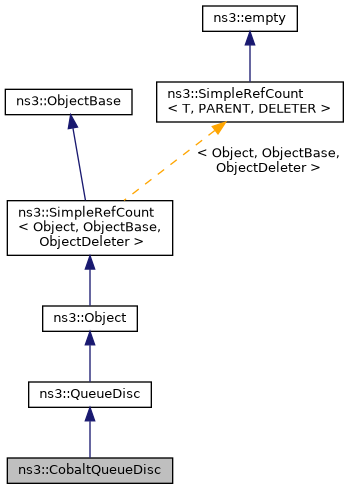 ns3::empty
ns3::SimpleRefCount
< T, PARENT, DELETER >
ns3::ObjectBase
< Object, ObjectBase,
ObjectDeleter >
ns3::SimpleRefCount
< Object, ObjectBase,
ObjectDeleter >
ns3::Object
ns3::QueueDisc
ns3::CobaltQueueDisc